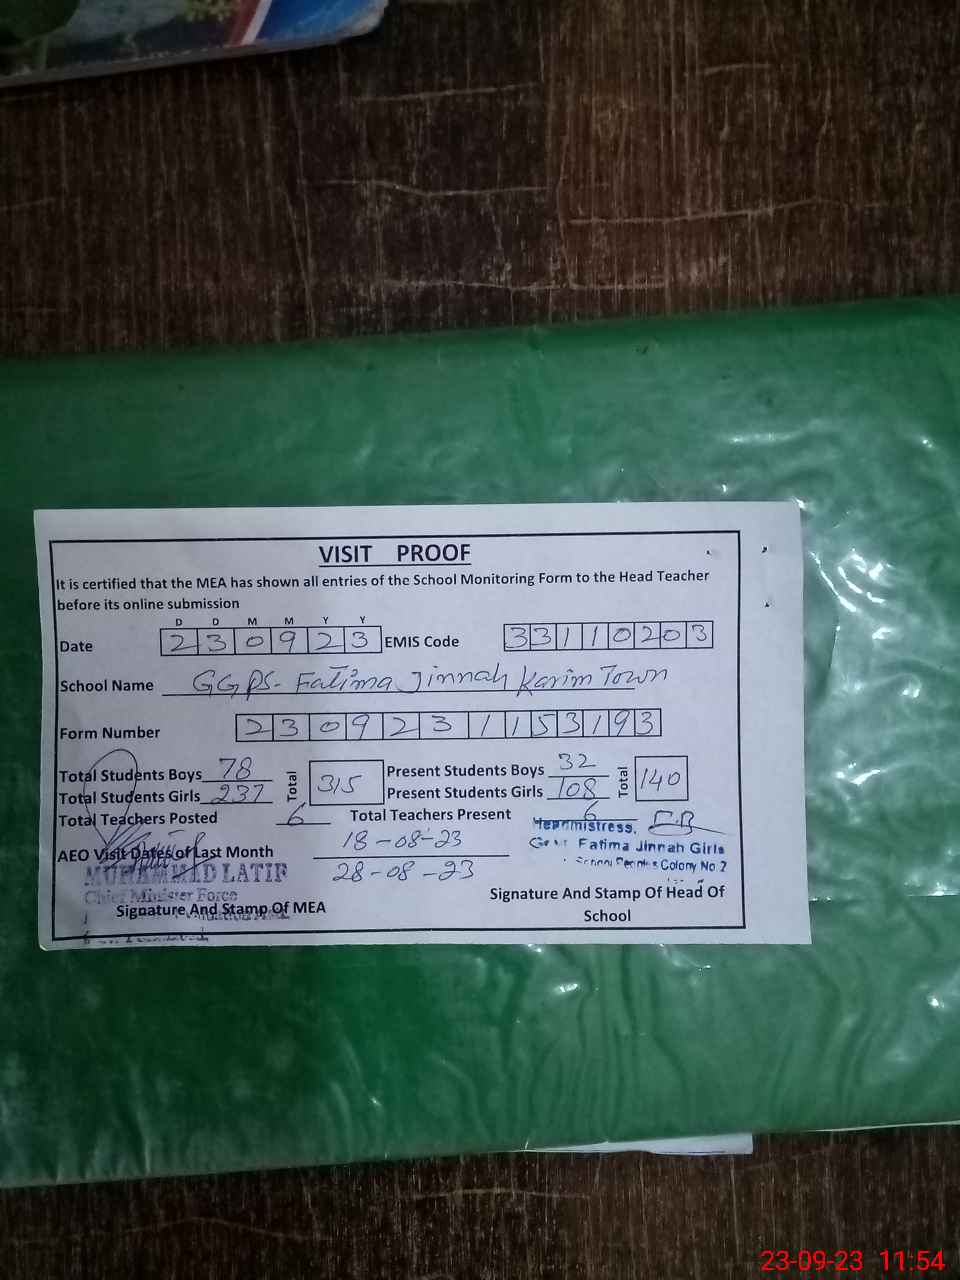 VISIT PROOF
It is certified that the MEA has shown all entries of the School Monitoring Form to the Head Teacher
before its online submission
D D M M Y Y
Date 2 3 0 9 2 3 EMIS Code 3 3 1 1 0 2 0 3
School Name GGPS- Fatima Jinnah Karim Town
Form Number 2 3 0 9 2 3 1 1 5 3 1 9 3
Total Students Boys 78 Total 315 Present Students Boys 32 Total 140
Total Students Girls 237 Present Students Girls 108
Total Teachers Posted 6 Total Teachers Present 6
Headmistress,
Govt Fatima Jinnah Girls
School Peoples Colony No 2
AEO Visit Dates of Last Month 18-08-23
28-08-23
MUHAMMAD LATIF
Chief Minister Force
Signature And Stamp Of MEA
Signature And Stamp Of Head Of
School
23-09-23 11:54